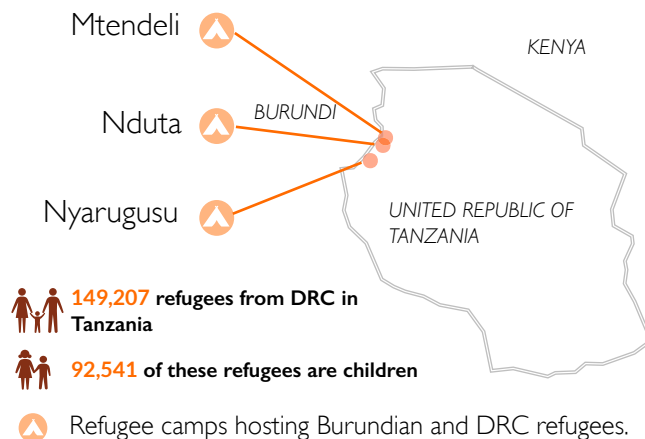 Mtendeli
KENYA
BURUNDI
Nduta
Nyarugusu
UNITED REPUBLIC OF
TANZANIA
149,207 refugees from DRC in
Tanzania
92,541 of these refugees are children
Refugee camps hosting Burundian and DRC refugees.